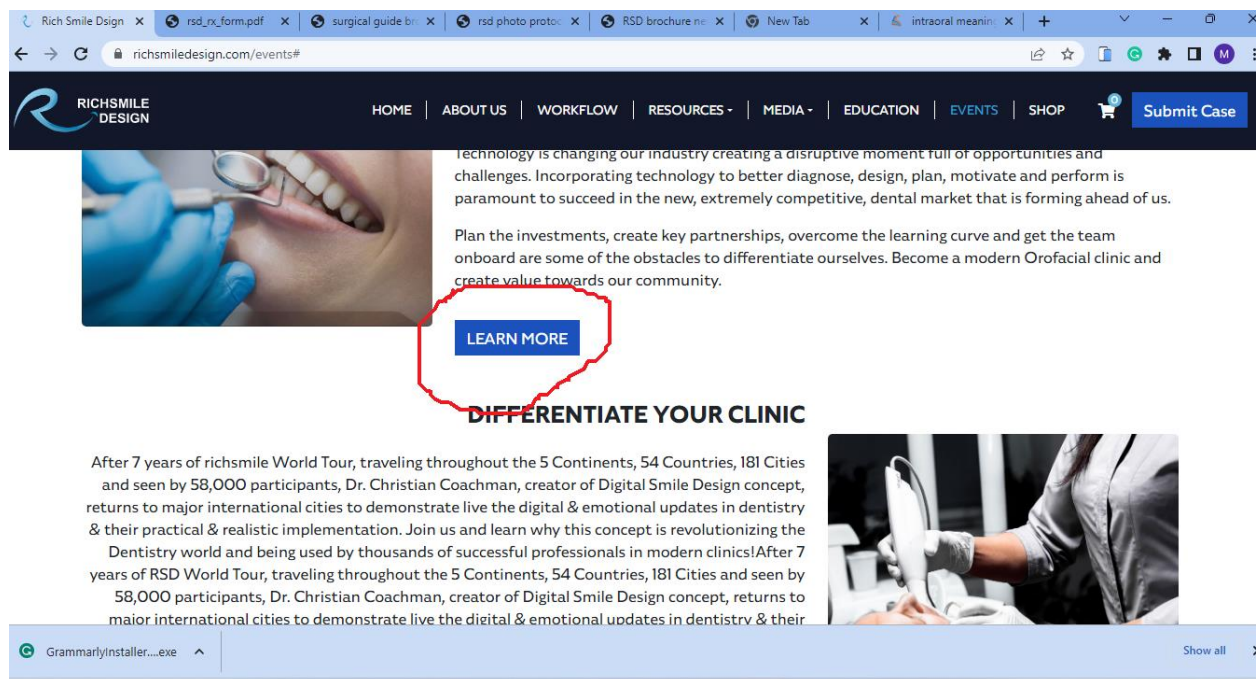 Rich Smile Dsign
rsd_rx_form.pdf
surgical guide bro
rsd photo protoc
RSD brochure ne
New Tab
intraoral meaning
richsmiledesign.com/events#
M
RICHSMILE
DESIGN
HOME
ABOUT US
WORKFLOW
RESOURCES
MEDIA
EDUCATION
EVENTS
SHOP
0
Submit Case
Technology is changing our industry creating a disruptive moment full of opportunities and
challenges. Incorporating technology to better diagnose, design, plan, motivate and perform is
paramount to succeed in the new, extremely competitive, dental market that is forming ahead of us.
Plan the investments, create key partnerships, overcome the learning curve and get the team
onboard are some of the obstacles to differentiate ourselves. Become a modern Orofacial clinic and
create value towards our community.
LEARN MORE
DIFFERENTIATE YOUR CLINIC
After 7 years of richsmile World Tour, traveling throughout the 5 Continents, 54 Countries, 181 Cities
and seen by 58,000 participants, Dr. Christian Coachman, creator of Digital Smile Design concept,
returns to major international cities to demonstrate live the digital & emotional updates in dentistry
& their practical & realistic implementation. Join us and learn why this concept is revolutionizing the
Dentistry world and being used by thousands of successful professionals in modern clinics!After 7
years of RSD World Tour, traveling throughout the 5 Continents, 54 Countries, 181 Cities and seen by
58,000 participants, Dr. Christian Coachman, creator of Digital Smile Design concept, returns to
major international cities to demonstrate live the digital & emotional updates in dentistry & their
GrammarlyInstaller....exe
Show all